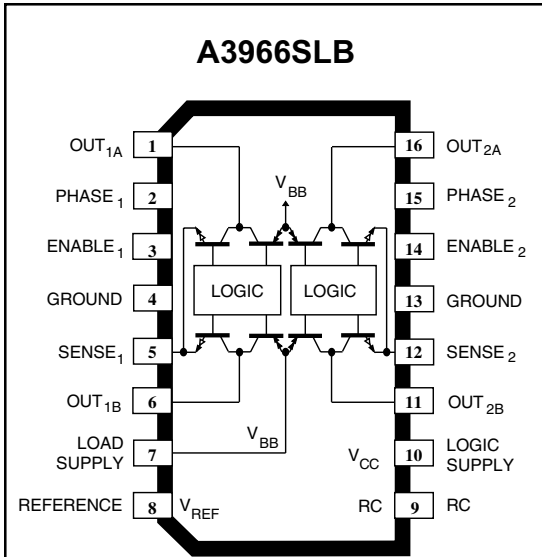 A3966SLB
OUT1A 1 16 OUT2A
PHASE1 2 VBB 15 PHASE2
ENABLE1 3 14 ENABLE2
GROUND 4 LOGIC LOGIC 13 GROUND
SENSE1 5 12 SENSE2
OUT1B 6 11 OUT2B
LOAD SUPPLY 7 VBB VCC 10 LOGIC SUPPLY
REFERENCE 8 VREF RC 9 RC